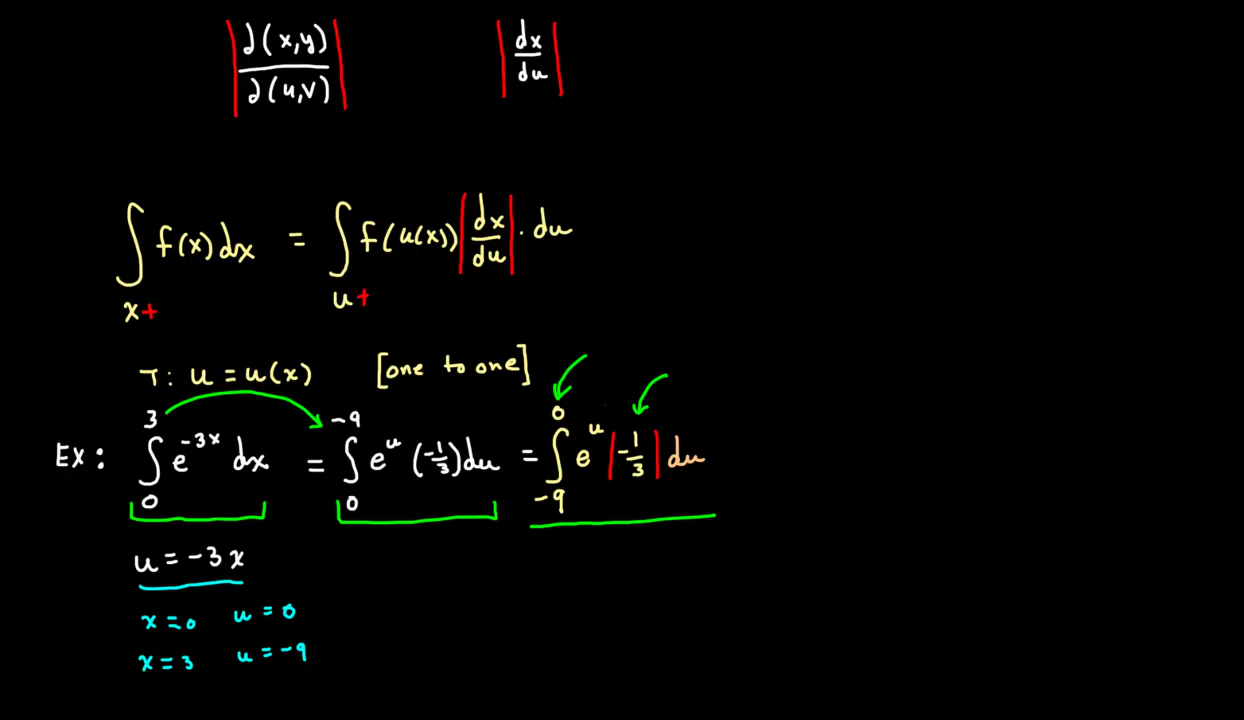 |∂(x,y)/∂(u,v)| |dx/du|
∫ f(x)dx = ∫ f(u(x)) |dx/du| · du
x+ u+
T: u = u(x) [one to one]
Ex: ∫₀³ e^(-3x) dx = ∫₀^(-9) e^u (-1/3)du = ∫₋₉⁰ e^u |-1/3| du
u = -3x
x = 0 u = 0
x = 3 u = -9